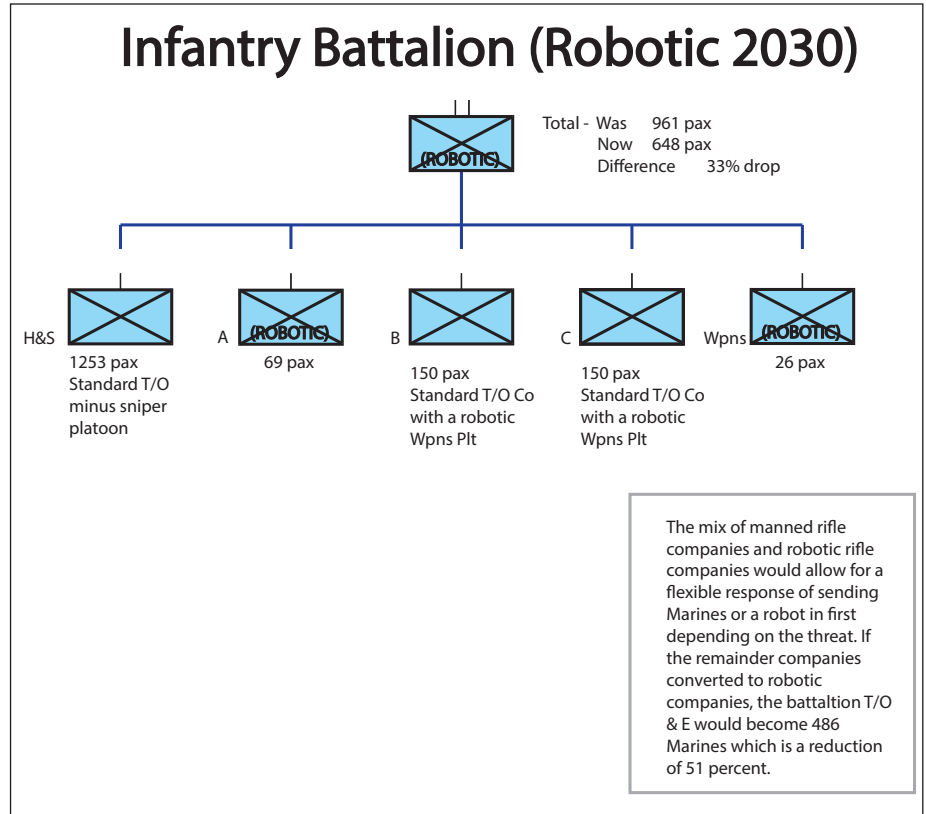 Infantry Battalion (Robotic 2030)
(ROBOTIC)
Total - Was 961 pax
Now 648 pax
Difference 33% drop
H&S
1253 pax
Standard T/O
minus sniper
platoon
A
(ROBOTIC)
69 pax
B
150 pax
Standard T/O Co
with a robotic
Wpns Plt
C
150 pax
Standard T/O Co
with a robotic
Wpns Plt
Wpns
(ROBOTIC)
26 pax
The mix of manned rifle
companies and robotic rifle
companies would allow for a
flexible response of sending
Marines or a robot in first
depending on the threat. If
the remainder companies
converted to robotic
companies, the battaltion T/O
& E would become 486
Marines which is a reduction
of 51 percent.